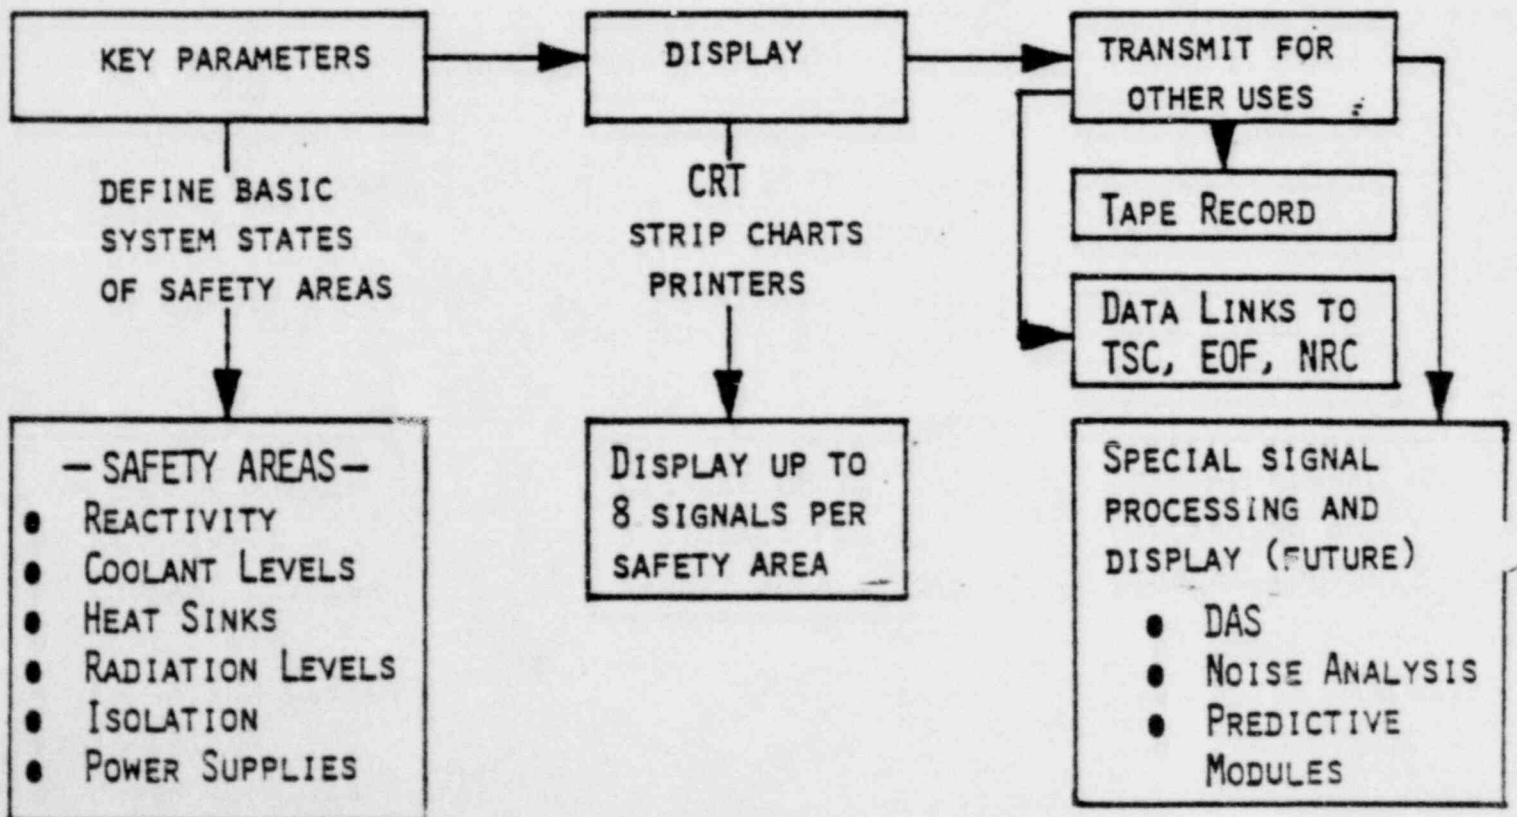 KEY PARAMETERS
DEFINE BASIC
SYSTEM STATES
OF SAFETY AREAS
— SAFETY AREAS —
• REACTIVITY
• COOLANT LEVELS
• HEAT SINKS
• RADIATION LEVELS
• ISOLATION
• POWER SUPPLIES
DISPLAY
CRT
STRIP CHARTS
PRINTERS
DISPLAY UP TO
8 SIGNALS PER
SAFETY AREA
TRANSMIT FOR
OTHER USES
TAPE RECORD
DATA LINKS TO
TSC, EOF, NRC
SPECIAL SIGNAL
PROCESSING AND
DISPLAY (FUTURE)
• DAS
• NOISE ANALYSIS
• PREDICTIVE
MODULES